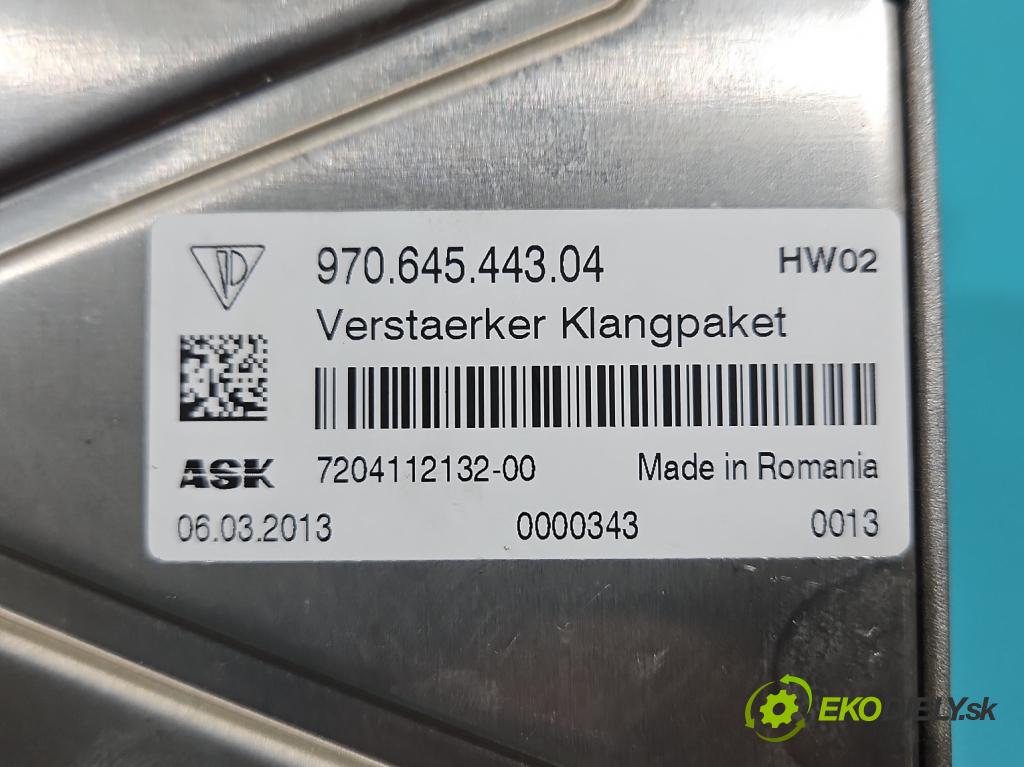 970.645.443.04 HW02
Verstaerker Klangpaket
ASK 7204112132-00 Made in Romania
06.03.2013 0000343 0013
EKODIELY.sk